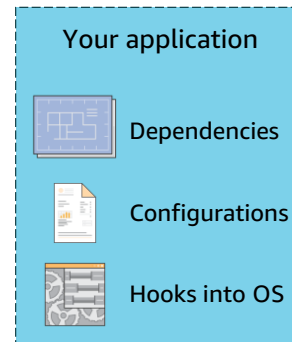 Your application
Dependencies
Configurations
Hooks into OS